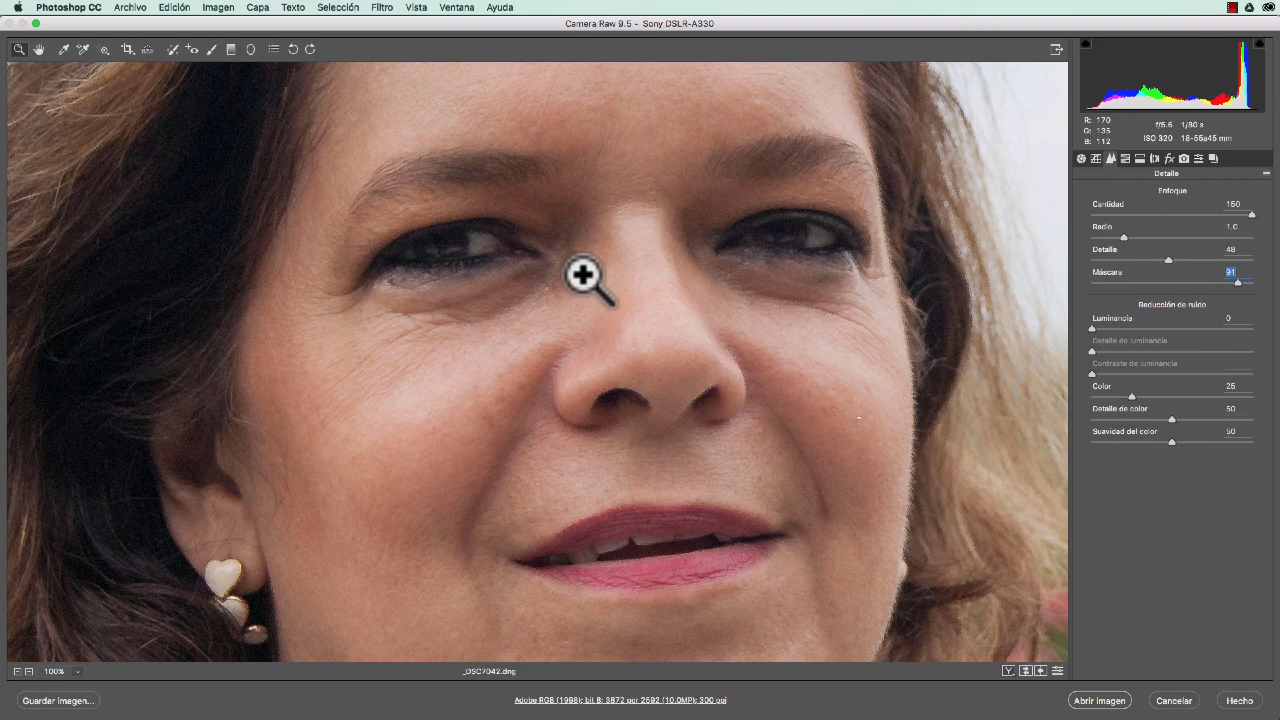 Photoshop CC Archivo Edición Imagen Capa Texto Selección Filtro Vista Ventana Ayuda
Camera Raw 9.5 - Sony DSLR-A330
R: 170
G: 135
B: 112
f/5.6 1/80 s
ISO 320 18-55a45 mm
fx
Detalle
Enfoque
Cantidad 150
Radio 1.0
Detalle 48
Máscara 91
Reducción de ruido
Luminancia 0
Detalle de luminancia
Contraste de luminancia
Color 25
Detalle de color 50
Suavidad del color 50
100% _DSC7042.dng Y
Guardar imagen... Adobe RGB (1998); bit 8; 3872 por 2592 (10.0MP); 300 ppi Abrir imagen Cancelar Hecho